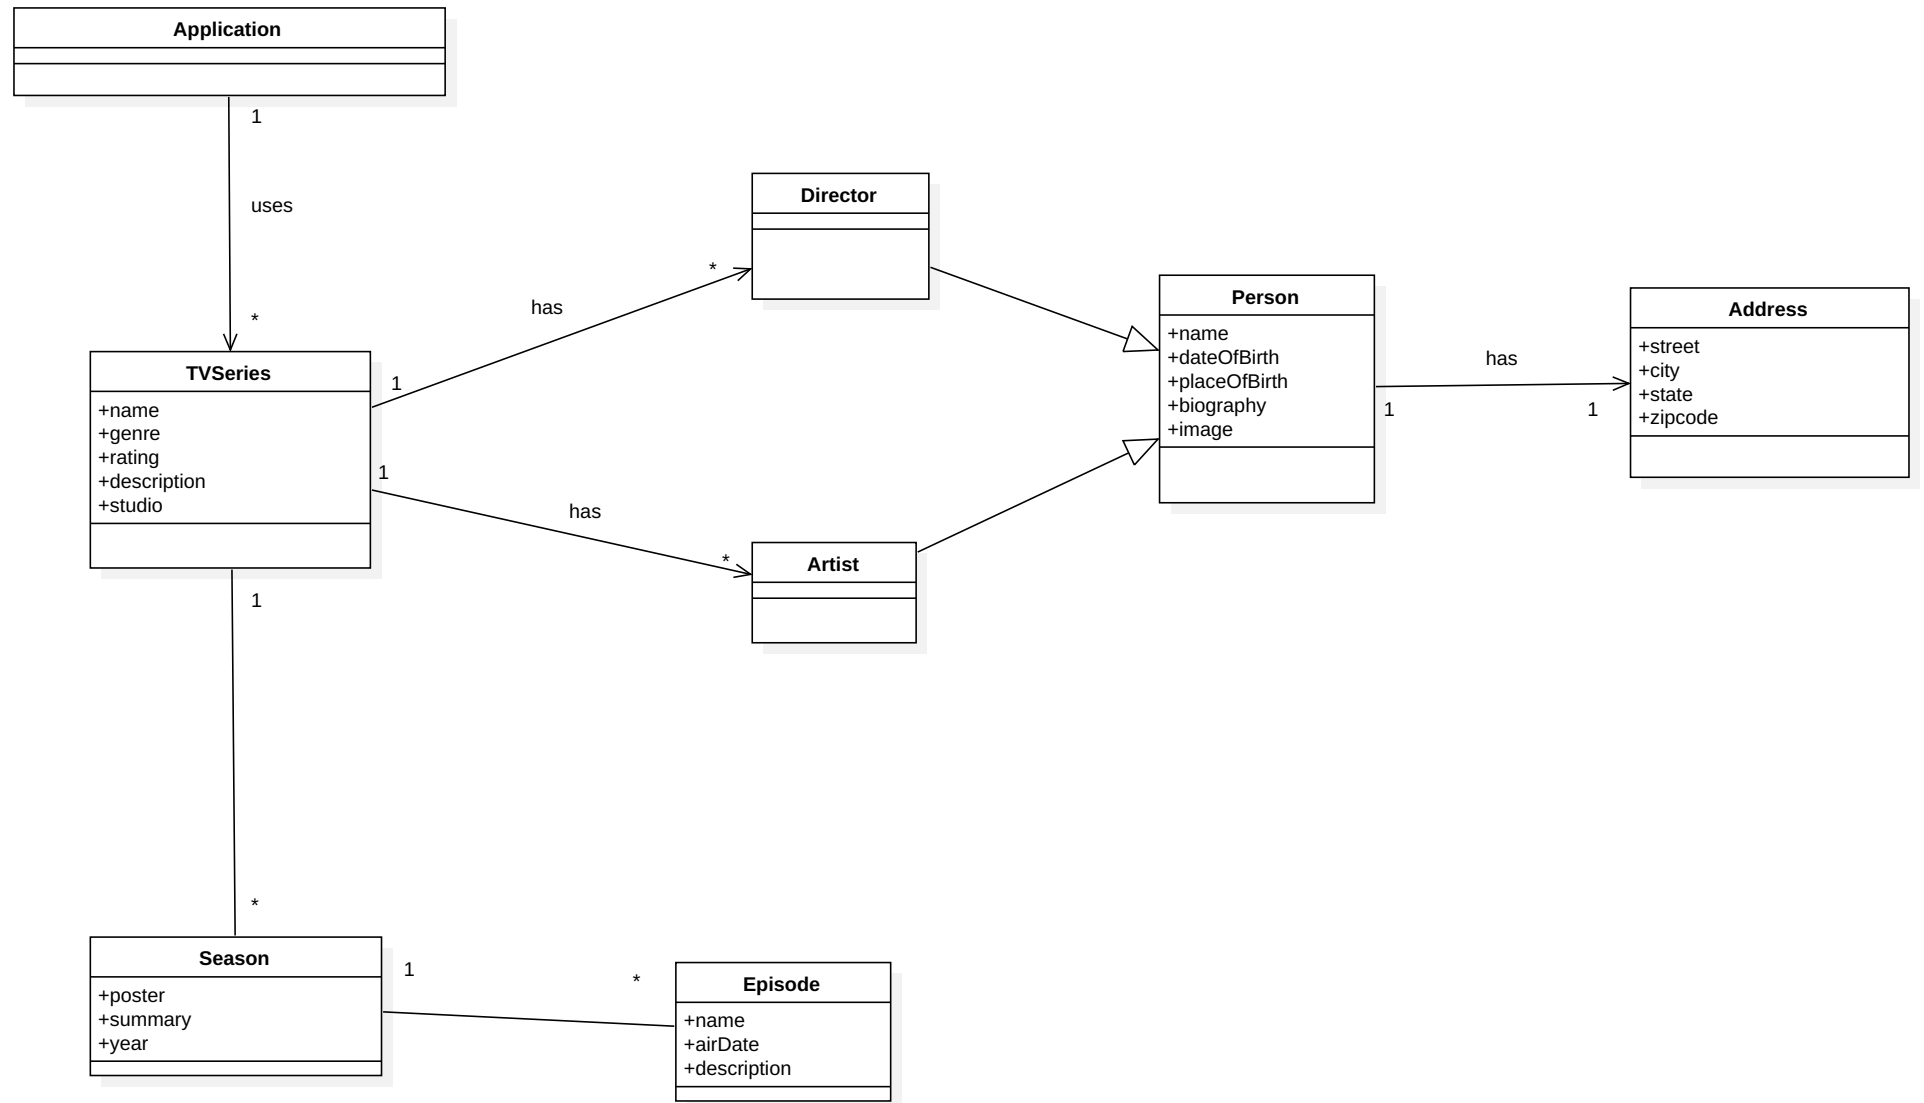 Application
1
uses
*
TVSeries
+name
+genre
+rating
+description
+studio
1
has
*
Director
1
has
*
Artist
Person
+name
+dateOfBirth
+placeOfBirth
+biography
+image
1
has
1
Address
+street
+city
+state
+zipcode
1
*
Season
+poster
+summary
+year
1
*
Episode
+name
+airDate
+description